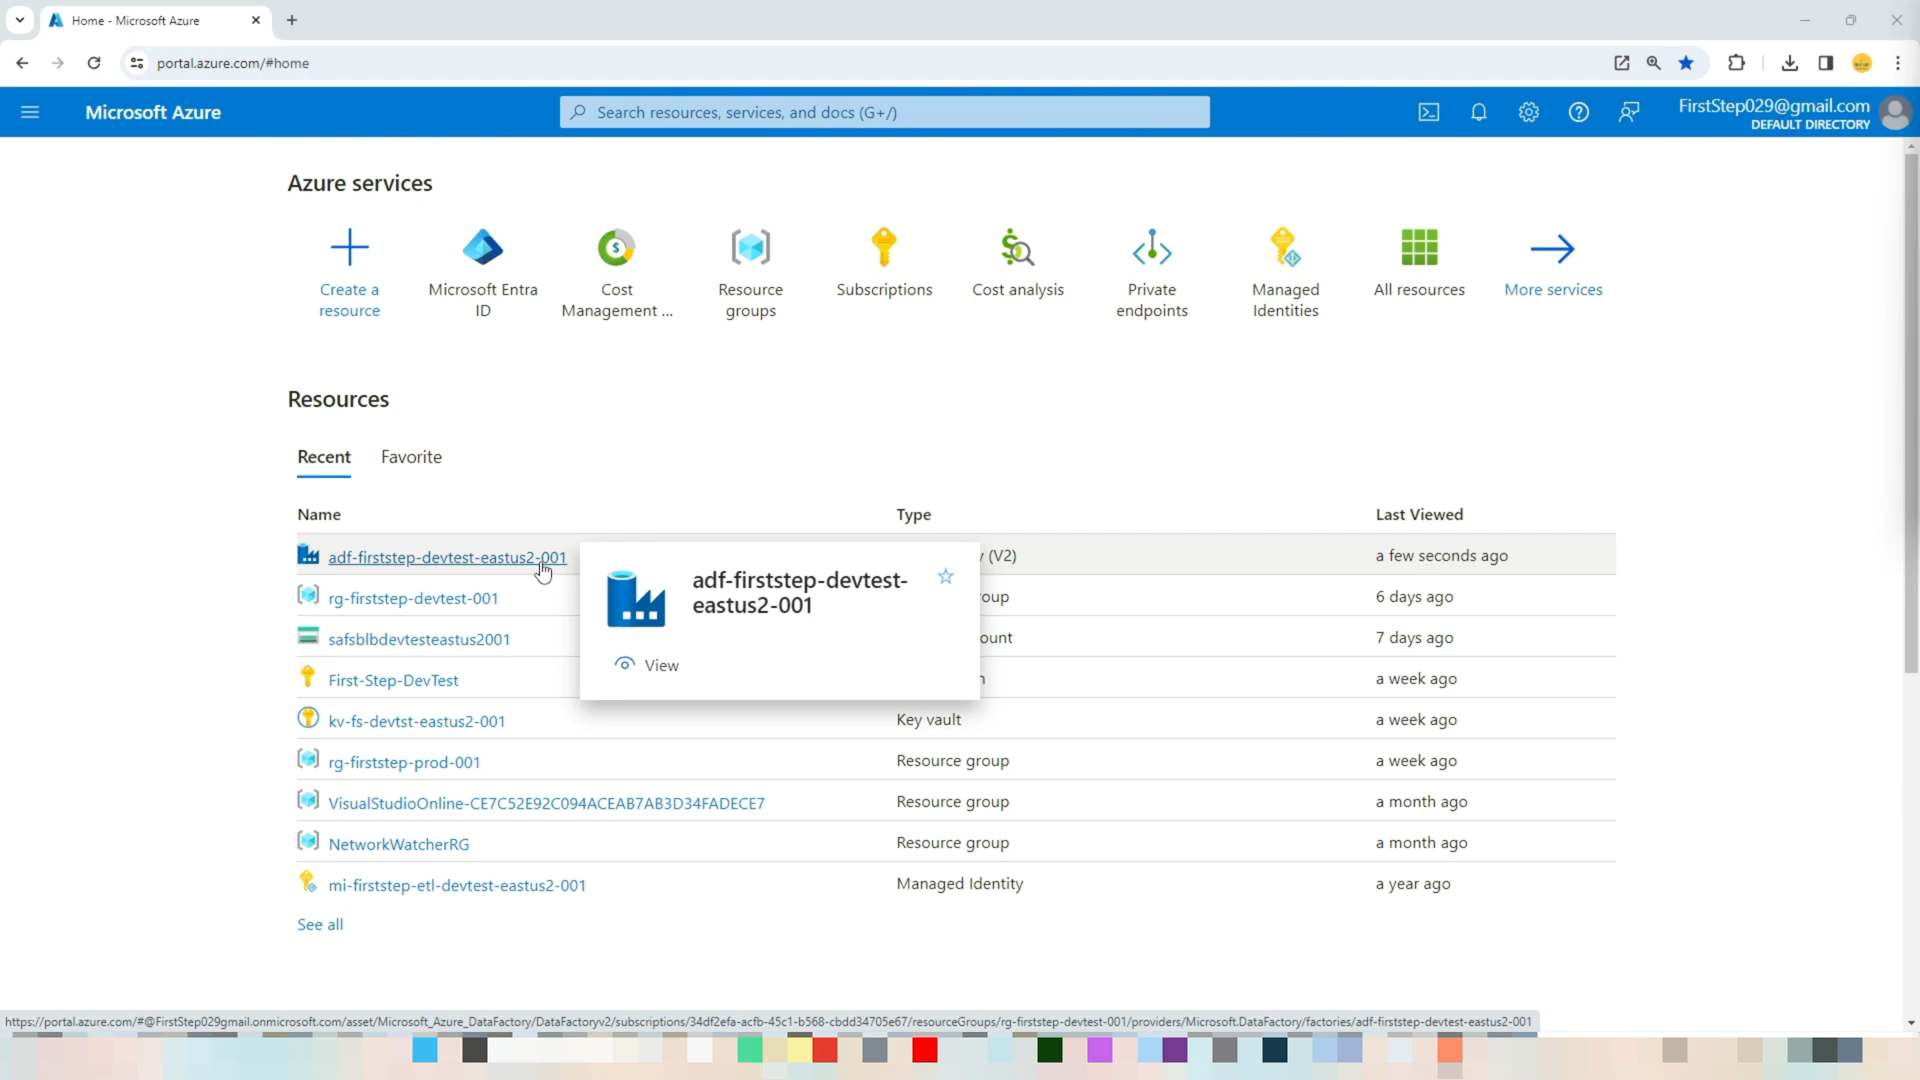 Home - Microsoft Azure
portal.azure.com/#home
Microsoft Azure
Search resources, services, and docs (G+/)
FirstStep029@gmail.com
DEFAULT DIRECTORY
Azure services
Create a
resource
Microsoft Entra
ID
Cost
Management ...
Resource
groups
Subscriptions
Cost analysis
Private
endpoints
Managed
Identities
All resources
More services
Resources
Recent Favorite
Name Type Last Viewed
adf-firststep-devtest-eastus2-001 y (V2) a few seconds ago
adf-firststep-devtest-
eastus2-001
View
rg-firststep-devtest-001 oup 6 days ago
safsblbdevtesteastus2001 ount 7 days ago
First-Step-DevTest n a week ago
kv-fs-devtst-eastus2-001 Key vault a week ago
rg-firststep-prod-001 Resource group a week ago
VisualStudioOnline-CE7C52E92C094ACEAB7AB3D34FADECE7 Resource group a month ago
NetworkWatcherRG Resource group a month ago
mi-firststep-etl-devtest-eastus2-001 Managed Identity a year ago
See all
https://portal.azure.com/#@FirstStep029gmail.onmicrosoft.com/asset/Microsoft_Azure_DataFactory/DataFactoryv2/subscriptions/34df2efa-acfb-45c1-b568-cbdd34705e67/resourceGroups/rg-firststep-devtest-001/providers/Microsoft.DataFactory/factories/adf-firststep-devtest-eastus2-001